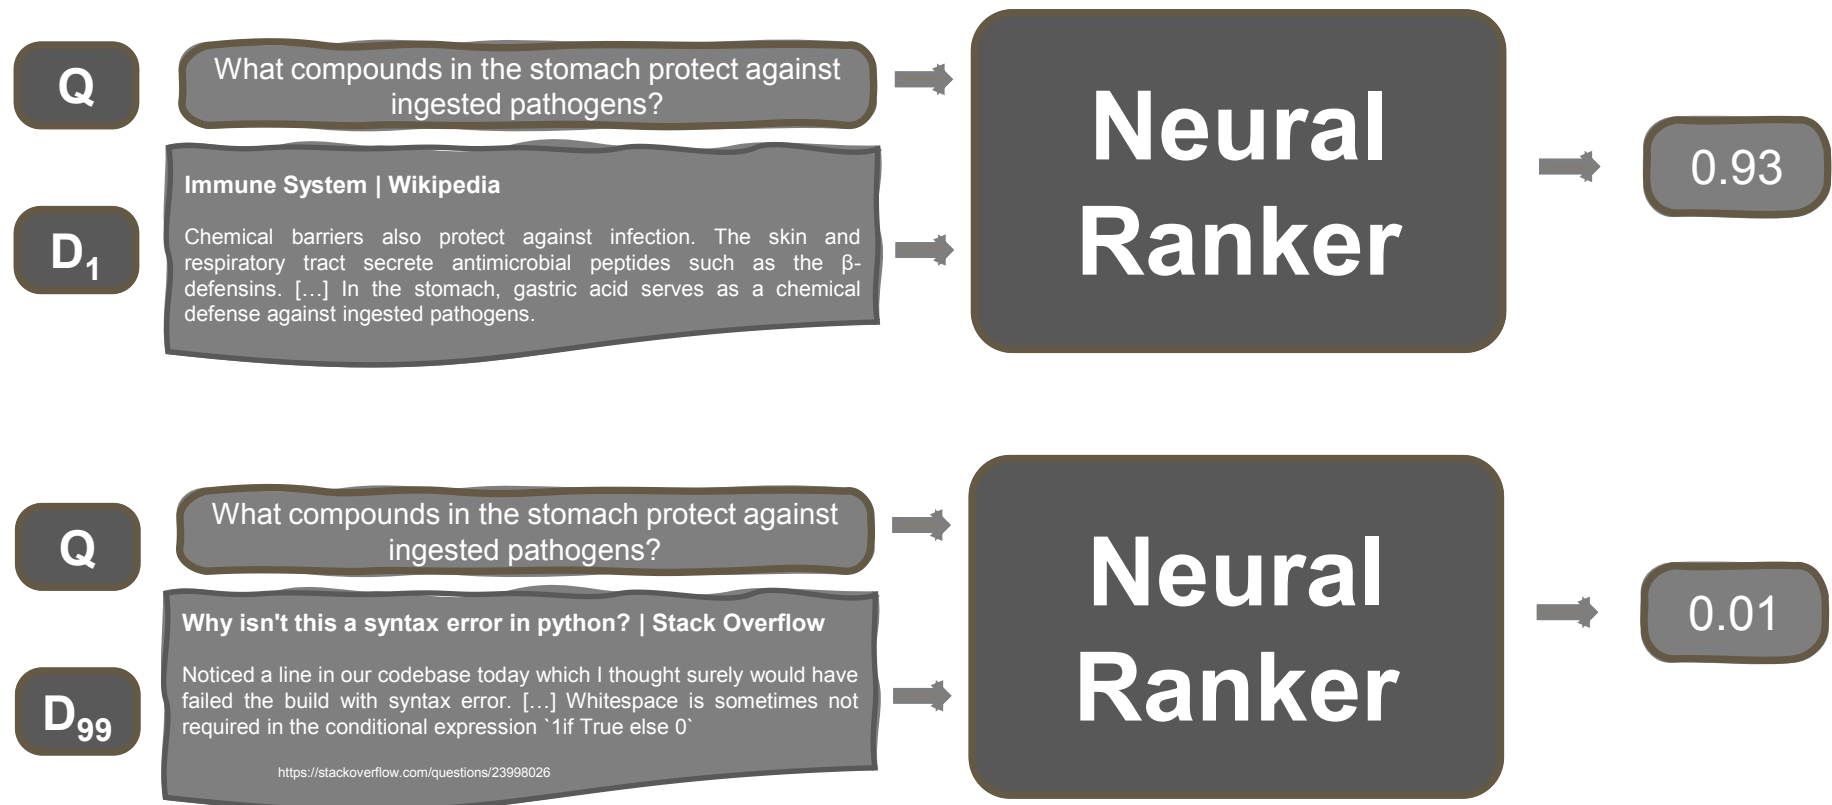 Q
What compounds in the stomach protect against
ingested pathogens?
D1
Immune System | Wikipedia
Chemical barriers also protect against infection. The skin and
respiratory tract secrete antimicrobial peptides such as the β-
defensins. […] In the stomach, gastric acid serves as a chemical
defense against ingested pathogens.
Neural
Ranker
0.93
Q
What compounds in the stomach protect against
ingested pathogens?
D99
Why isn't this a syntax error in python? | Stack Overflow
Noticed a line in our codebase today which I thought surely would have
failed the build with syntax error. […] Whitespace is sometimes not
required in the conditional expression `1if True else 0`
https://stackoverflow.com/questions/23998026
Neural
Ranker
0.01